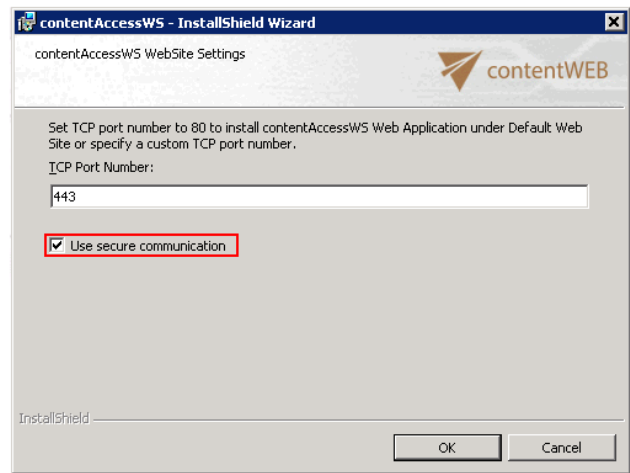 contentAccessWS - InstallShield Wizard
contentAccessWS WebSite Settings
contentWEB
Set TCP port number to 80 to install contentAccessWS Web Application under Default Web
Site or specify a custom TCP port number.
TCP Port Number:
443
Use secure communication
InstallShield
OK
Cancel